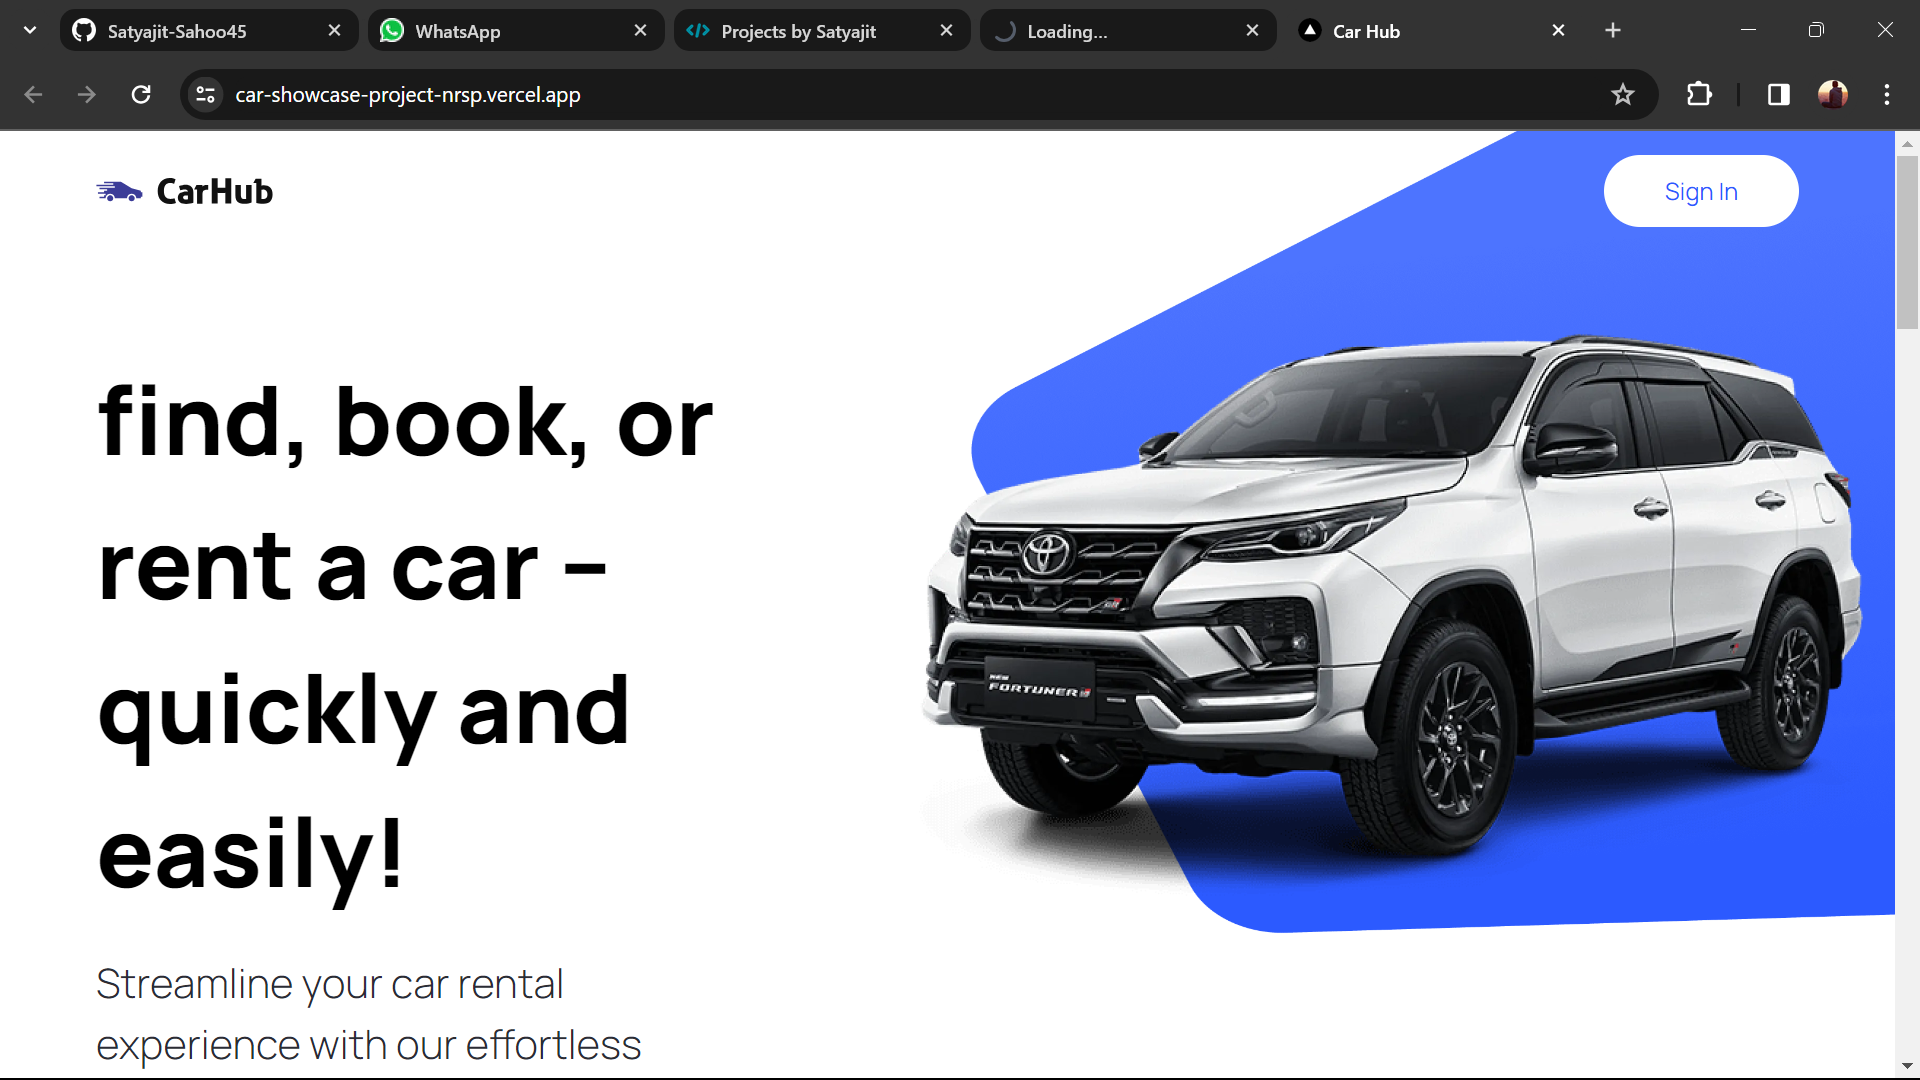 Satyajit-Sahoo45
WhatsApp
Projects by Satyajit
Loading...
Car Hub
car-showcase-project-nrsp.vercel.app
CarHub
Sign In
find, book, or
rent a car –
quickly and
easily!
NEW
FORTUNER
Streamline your car rental
experience with our effortless